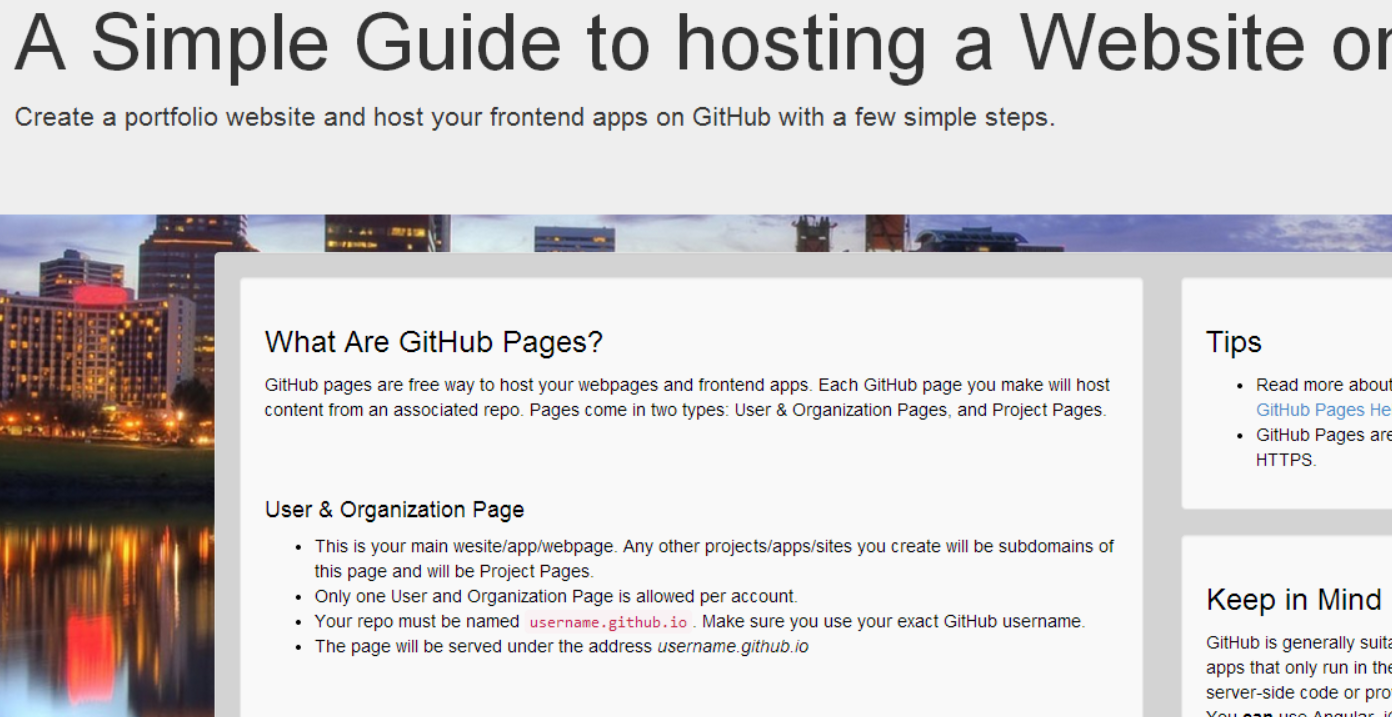 A Simple Guide to hosting a Website
Create a portfolio website and host your frontend apps on GitHub with a few simple steps.
What Are GitHub Pages?
GitHub pages are free way to host your webpages and frontend apps. Each GitHub page you make will host
content from an associated repo. Pages come in two types: User & Organization Pages, and Project Pages.
User & Organization Page
• This is your main wesite/app/webpage. Any other projects/apps/sites you create will be subdomains of
this page and will be Project Pages.
• Only one User and Organization Page is allowed per account.
• Your repo must be named username.github.io . Make sure you use your exact GitHub username.
• The page will be served under the address username.github.io
Tips
• Read more about
GitHub Pages
• GitHub Pages are
HTTPS.
Keep in Mind
GitHub is generally
apps that only run in the
server-side code or
You can use Angular,